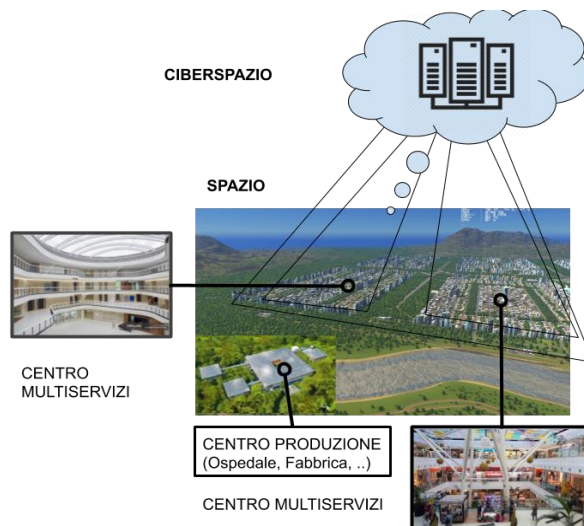 CIBERSPAZIO
SPAZIO
CENTRO
MULTISERVIZI
CENTRO PRODUZIONE
(Ospedale, Fabbrica, ..)
CENTRO MULTISERVIZI